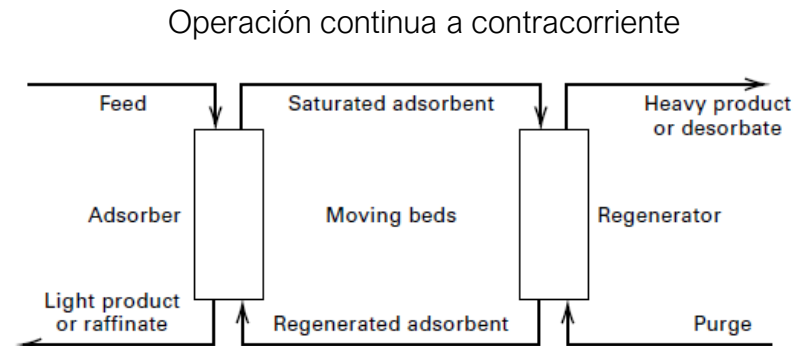 Operación continua a contracorriente
Feed
Saturated adsorbent
Heavy product
or desorbate
Adsorber
Moving beds
Regenerator
Light product
or raffinate
Regenerated adsorbent
Purge